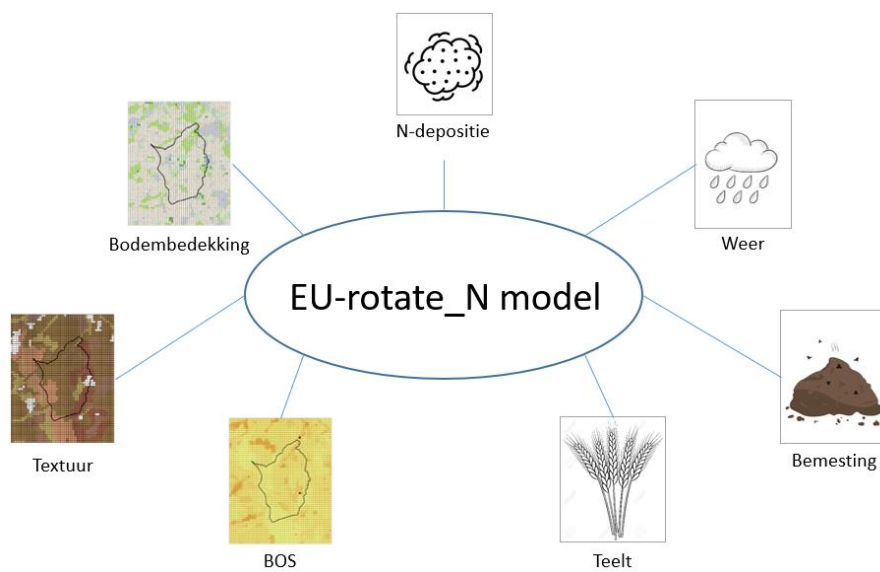 N-depositie
Bodembedekking
Weer
EU-rotate_N model
Textuur
Bemesting
BOS
Teelt